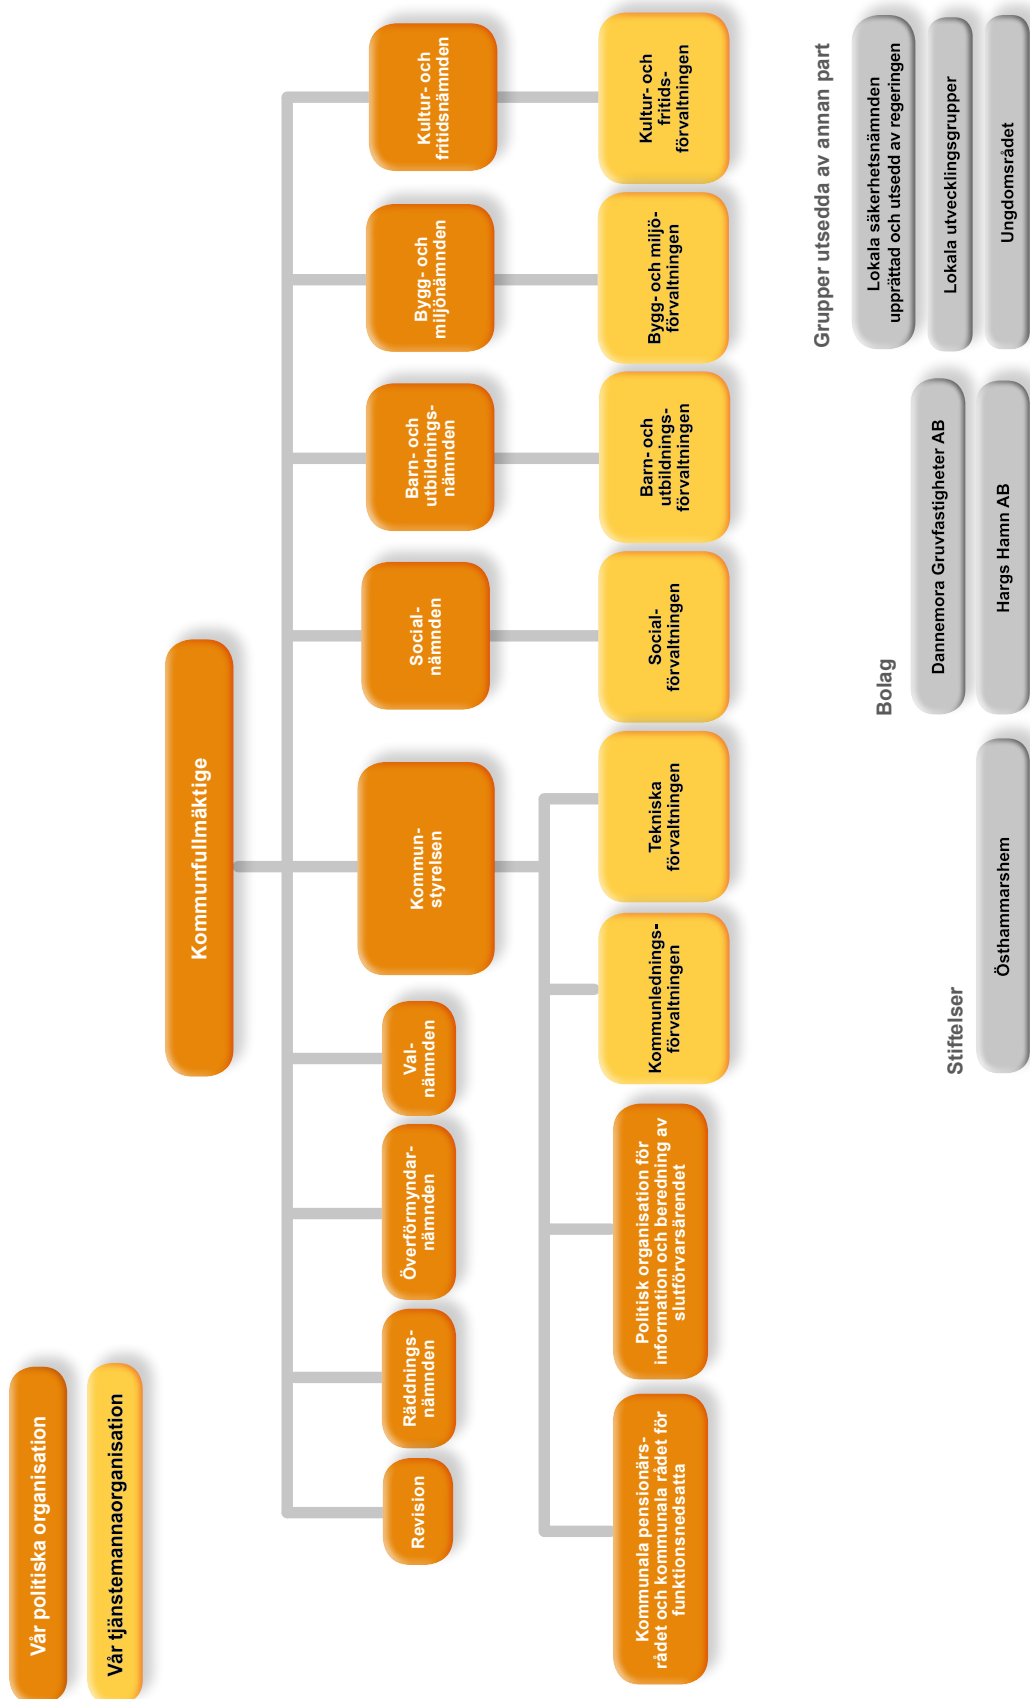 Vår politiska organisation
Vår tjänstemannaorganisation
Kommunfullmäktige
Revision
Räddnings-
nämnden
Överförmyndar-
nämnden
Val-
nämnden
Kommun-
styrelsen
Social-
nämnden
Barn- och
utbildnings-
nämnden
Bygg- och
miljönämnden
Kultur- och
fritidsnämnden
Kommunala pensionärs-
rådet och kommunala rådet för
funktionsnedsatta
Politisk organisation för
information och beredning av
slutförvarsärendet
Kommunlednings-
förvaltningen
Tekniska
förvaltningen
Social-
förvaltningen
Barn- och
utbildnings-
förvaltningen
Bygg- och miljö-
förvaltningen
Kultur- och
fritids-
förvaltningen
Stiftelser
Östhammarshem
Bolag
Dannemora Gruvfastigheter AB
Hargs Hamn AB
Grupper utsedda av annan part
Lokala säkerhetsnämnden
upprättad och utsedd av regeringen
Lokala utvecklingsgrupper
Ungdomsrådet